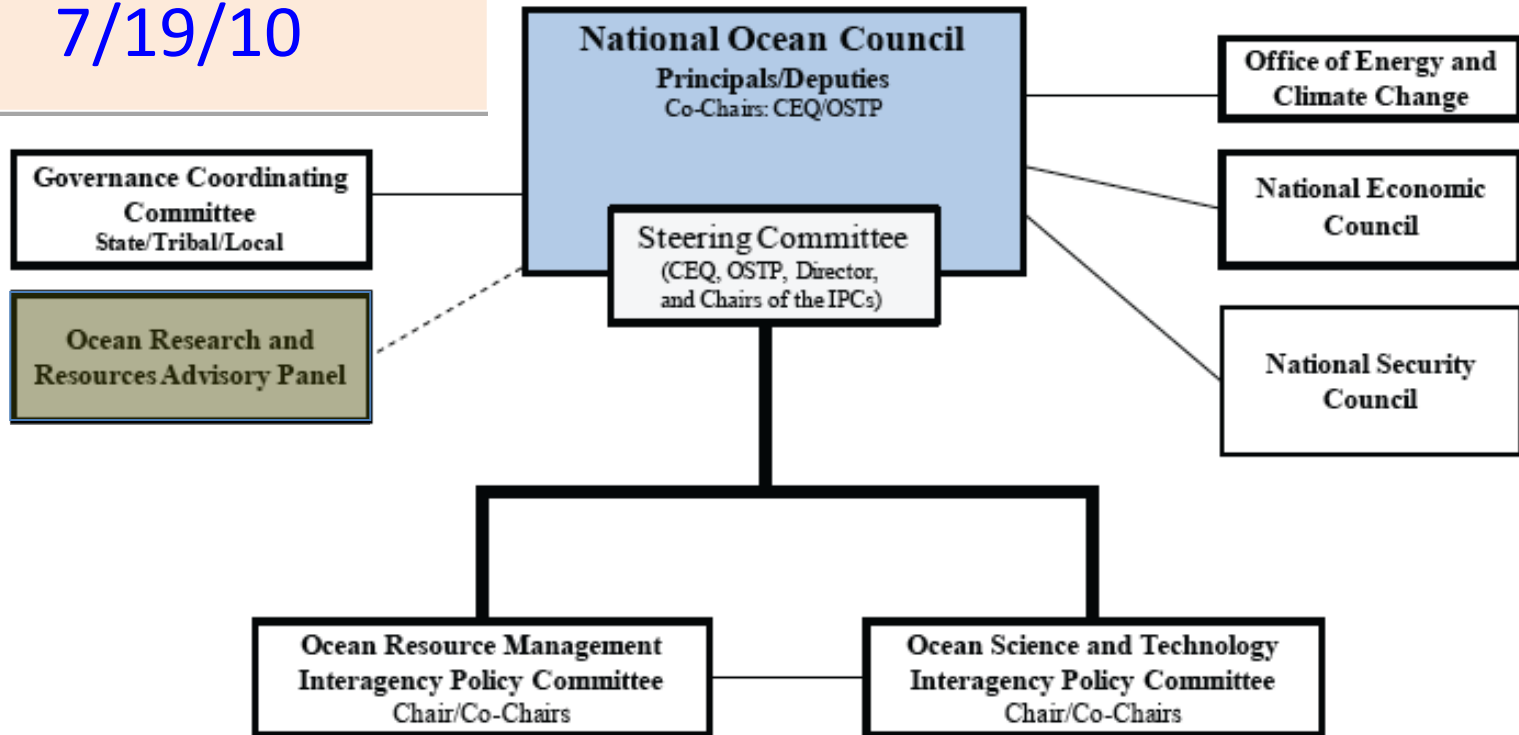 7/19/10
National Ocean Council
Principals/Deputies
Co-Chairs: CEQ/OSTP
Office of Energy and
Climate Change
Governance Coordinating
Committee
State/Tribal/Local
National Economic
Council
Steering Committee
(CEQ, OSTP, Director,
and Chairs of the IPCs)
Ocean Research and
Resources Advisory Panel
National Security
Council
Ocean Resource Management
Interagency Policy Committee
Chair/Co-Chairs
Ocean Science and Technology
Interagency Policy Committee
Chair/Co-Chairs